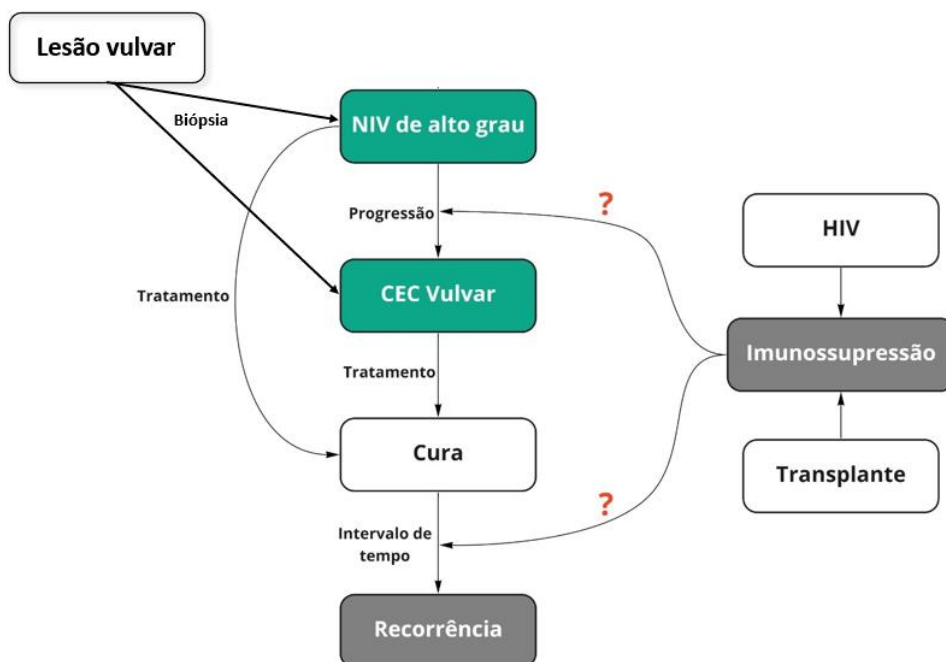 Lesão vulvar
Biópsia
NIV de alto grau
?
Progressão
HIV
Tratamento
CEC Vulvar
Imunossupressão
Tratamento
Cura
Transplante
?
Intervalo de
tempo
Recorrência